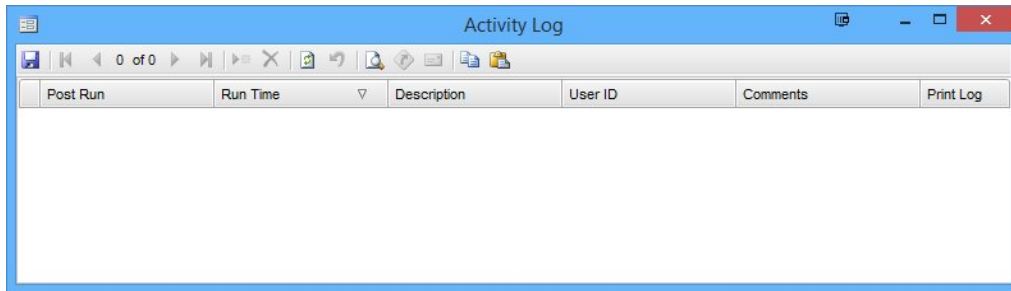 Activity Log
0 of 0
Post Run Run Time Description User ID Comments Print Log